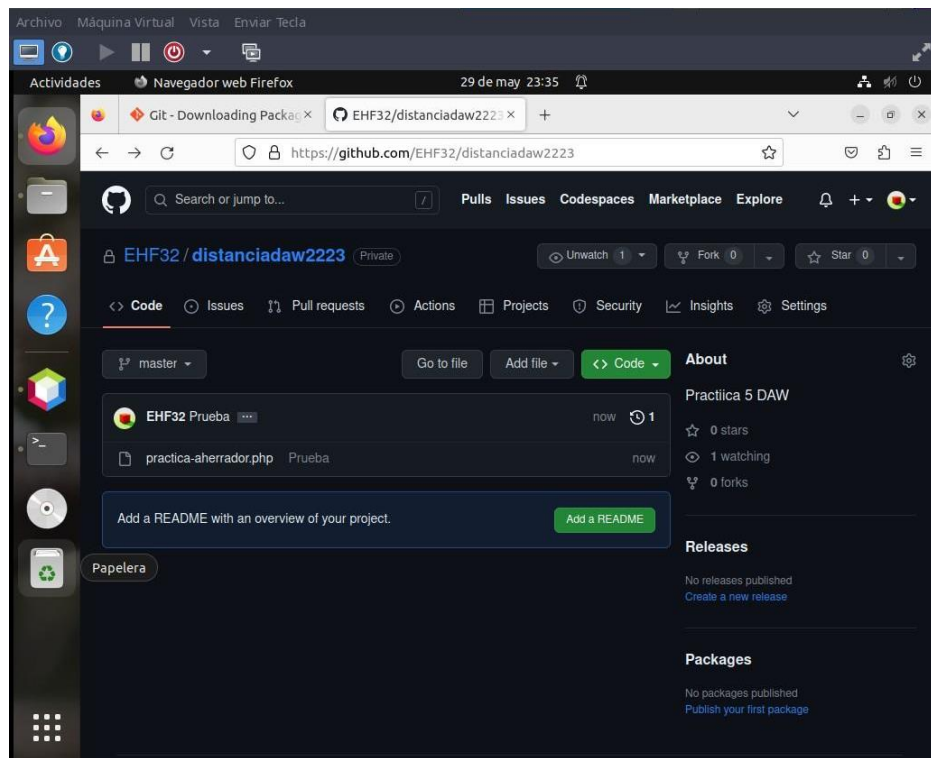 Archivo Máquina Virtual Vista Enviar Tecla
Actividades Navegador web Firefox 29 de may 23:35
Git - Downloading Packag × EHF32/distanciadaw2223 × +
https://github.com/EHF32/distanciadaw2223
Search or jump to... / Pulls Issues Codespaces Marketplace Explore
EHF32 / distanciadaw2223 Private Unwatch 1 Fork 0 Star 0
Code Issues Pull requests Actions Projects Security Insights Settings
master Go to file Add file Code About
Practiica 5 DAW
EHF32 Prueba ... now 1
0 stars
practica-aherrador.php Prueba now
1 watching
0 forks
Add a README with an overview of your project. Add a README
Releases
Papelera
No releases published
Create a new release
Packages
No packages published
Publish your first package